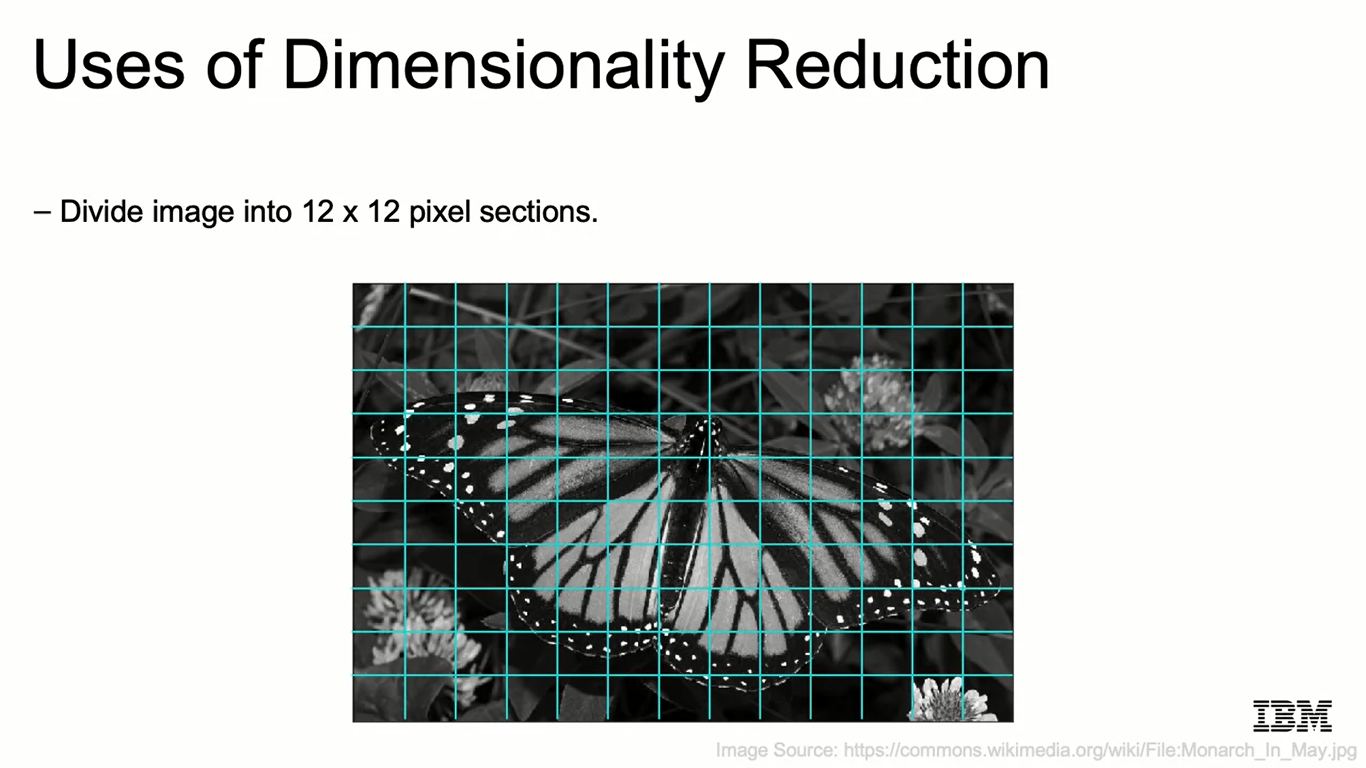 Uses of Dimensionality Reduction
– Divide image into 12 x 12 pixel sections.
IBM
Image Source: https://commons.wikimedia.org/wiki/File:Monarch_In_May.jpg